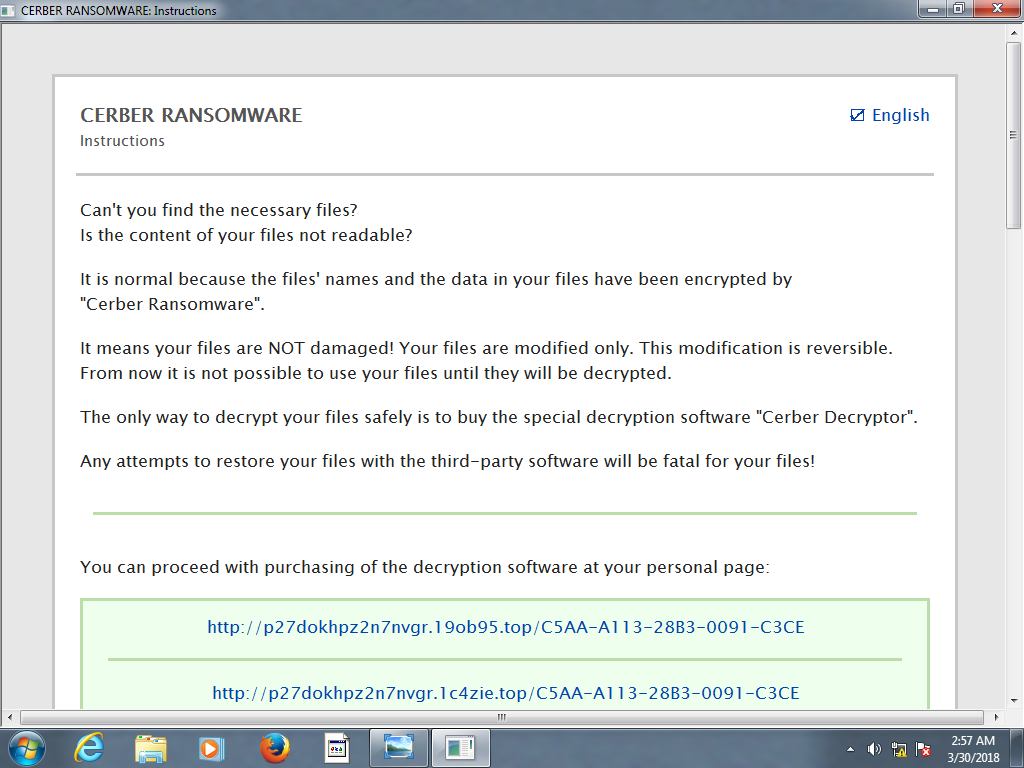 CERBER RANSOMWARE: Instructions
CERBER RANSOMWARE
English
Instructions
Can't you find the necessary files?
Is the content of your files not readable?
It is normal because the files' names and the data in your files have been encrypted by
"Cerber Ransomware".
It means your files are NOT damaged! Your files are modified only. This modification is reversible.
From now it is not possible to use your files until they will be decrypted.
The only way to decrypt your files safely is to buy the special decryption software "Cerber Decryptor".
Any attempts to restore your files with the third-party software will be fatal for your files!
You can proceed with purchasing of the decryption software at your personal page:
http://p27dokhpz2n7nvgr.19ob95.top/C5AA-A113-28B3-0091-C3CE
http://p27dokhpz2n7nvgr.1c4zie.top/C5AA-A113-28B3-0091-C3CE
2:57 AM
3/30/2018